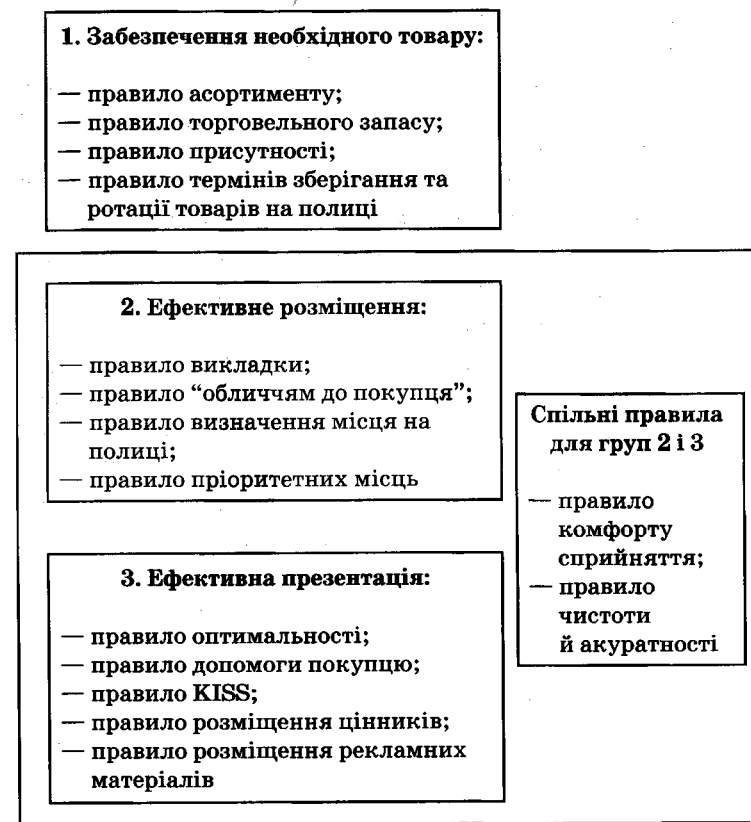 1. Забезпечення необхідного товару:
— правило асортименту;
— правило торговельного запасу;
— правило присутності;
— правило термінів зберігання та
ротації товарів на полиці
2. Ефективне розміщення:
— правило викладки;
— правило “обличчям до покупця”;
— правило визначення місця на
полиці;
— правило пріоритетних місць
3. Ефективна презентація:
— правило оптимальності;
— правило допомоги покупцю;
— правило KISS;
— правило розміщення цінників;
— правило розміщення рекламних
матеріалів
Спільні правила
для груп 2 і 3
— правило
комфорту
сприйняття;
— правило
чистоти
й акуратності